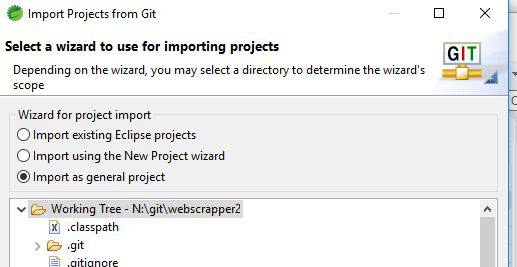 Import Projects from Git
Select a wizard to use for importing projects
GIT
Depending on the wizard, you may select a directory to determine the wizard's
scope
Wizard for project import
Import existing Eclipse projects
Import using the New Project wizard
Import as general project
Working Tree - N:\git\webscrapper2
.classpath
.git
.gitignore